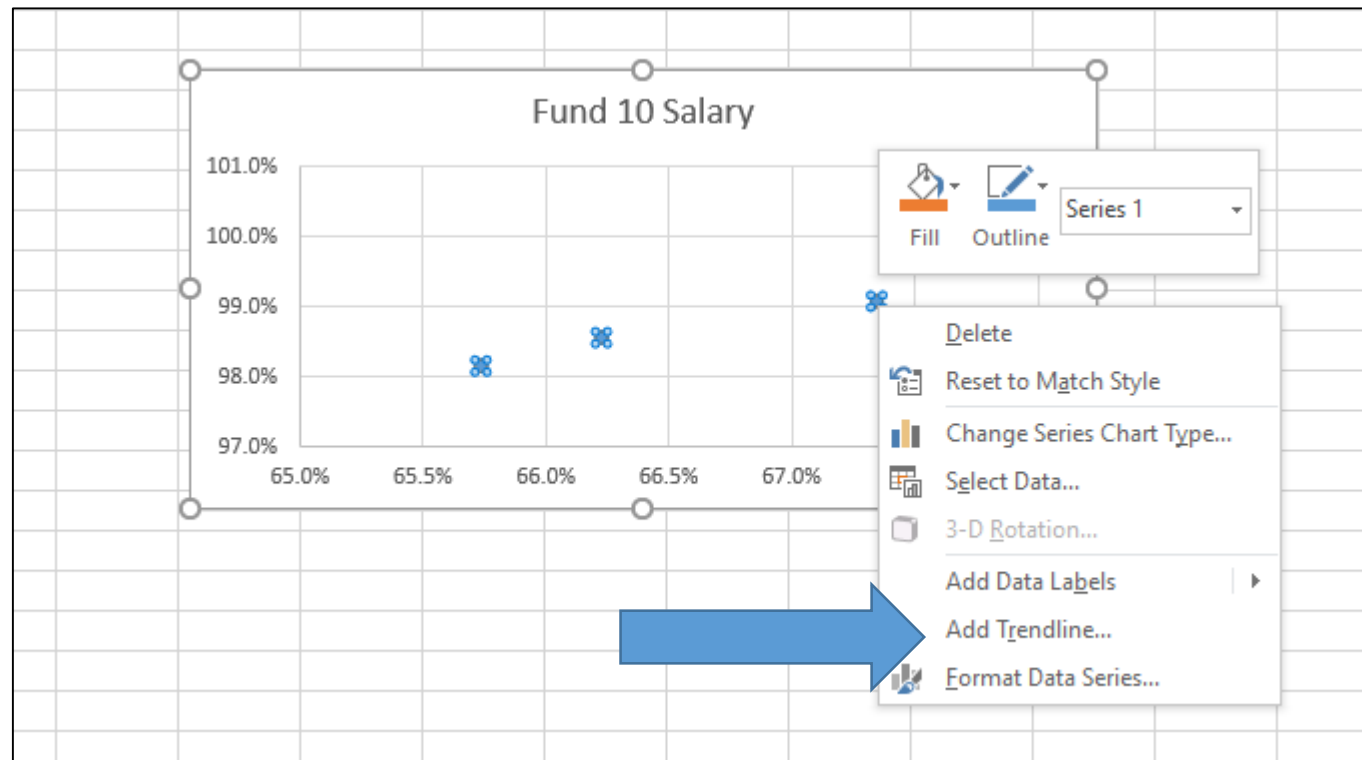 Fund 10 Salary
101.0%
100.0%
99.0%
98.0%
97.0%
65.0% 65.5% 66.0% 66.5% 67.0%
Series 1
Fill Outline
Delete
Reset to Match Style
Change Series Chart Type...
Select Data...
3-D Rotation...
Add Data Labels
Add Trendline...
Format Data Series...